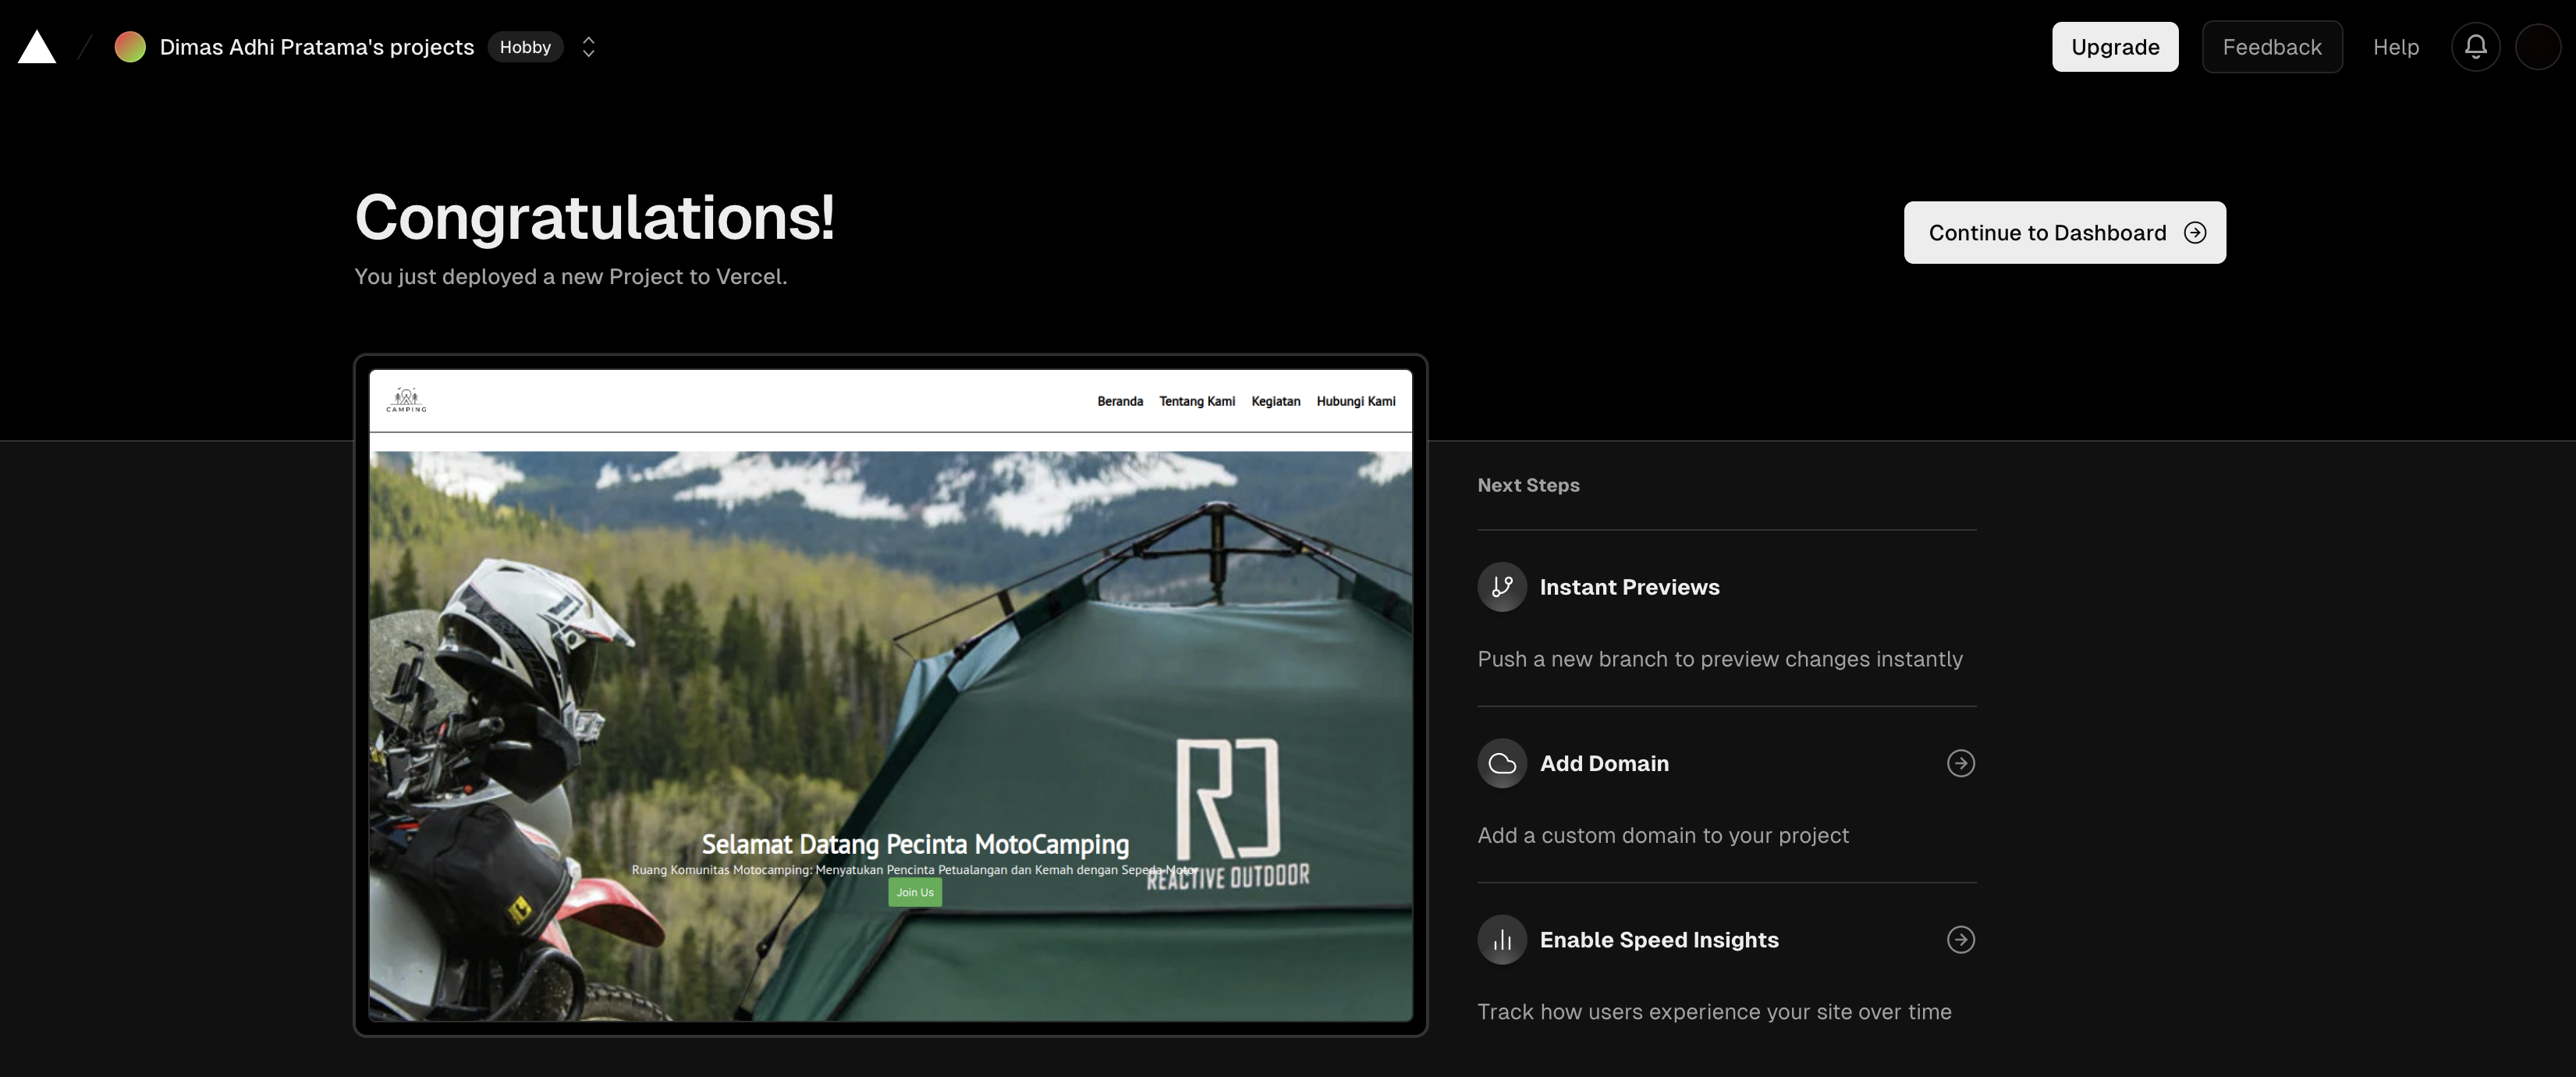 Dimas Adhi Pratama's projects Hobby
Upgrade Feedback Help
Congratulations!
You just deployed a new Project to Vercel.
Continue to Dashboard
CAMPING
Beranda Tentang Kami Kegiatan Hubungi Kami
Selamat Datang Pecinta MotoCamping
Ruang Komunitas Motocamping: Menyatukan Pencinta Petualangan dan Kemah dengan Sepeda Motor
Join Us
REACTIVE OUTDOOR
Next Steps
Instant Previews
Push a new branch to preview changes instantly
Add Domain
Add a custom domain to your project
Enable Speed Insights
Track how users experience your site over time